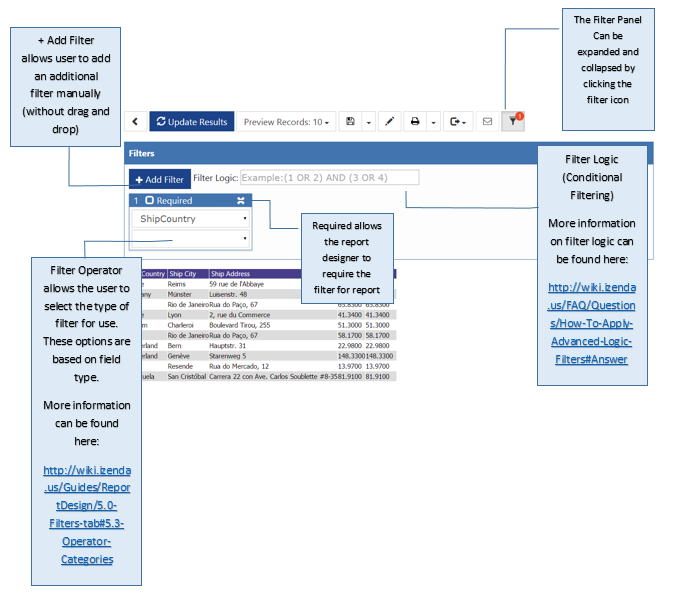 The Filter Panel
Can be
expanded and
collapsed by
clicking the
filter icon
+ Add Filter
allows user to add
an additional
filter manually
(without drag and
drop)
Update Results
Preview Records: 10
1
Filters
+ Add Filter
Filter Logic:
Example:(1 OR 2) AND (3 OR 4)
1 Required
ShipCountry
Filter Logic
(Conditional
Filtering)
More information
on filter logic can
be found here:
http://wiki.izenda
.us/FAQ/Question
s/How-To-Apply-
Advanced-Logic-
Filters#Answer
Required allows
the report
designer to
require the
filter for report
Filter Operator
allows the user to
select the type of
filter for use.
These options are
based on field
type.
More information
can be found
here:
http://wiki.izenda
.us/Guides/Repor
tDesign/5.0-
Filters-tab#5.3-
Operator-
Categories
Country Ship City Ship Address
Reims 59 rue de l'Abbaye
Münster Luisenstr. 48
Rio de Janeiro Rua do Paço, 67 65.8300 65.8300
Lyon 2, rue du Commerce 41.3400 41.3400
Charleroi Boulevard Tirou, 255 51.3000 51.3000
Rio de Janeiro Rua do Paço, 67 58.1700 58.1700
erland Bern Hauptstr. 31 22.9800 22.9800
erland Genève Starenweg 5 148.3300 148.3300
Resende Rua do Mercado, 12 13.9700 13.9700
uela San Cristóbal Carrera 22 con Ave. Carlos Soublette #8-35 81.9100 81.9100